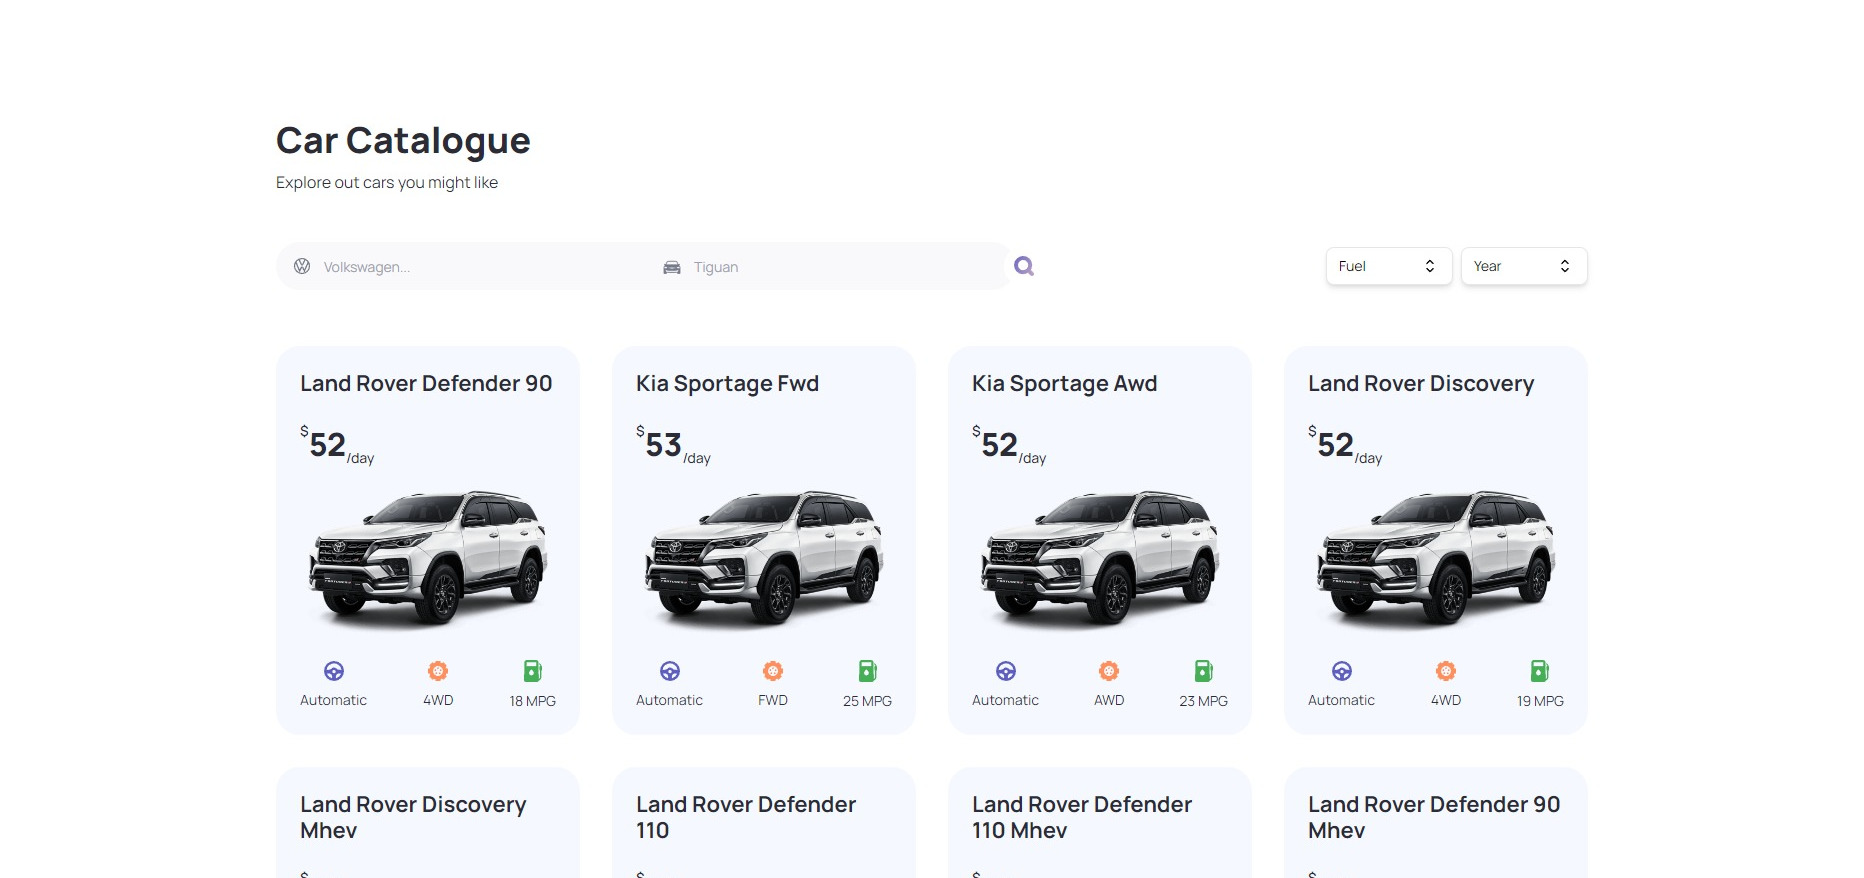 Car Catalogue
Explore out cars you might like
Volkswagen...
Tiguan
Fuel
Year
Land Rover Defender 90
$52/day
Automatic
4WD
18 MPG
Kia Sportage Fwd
$53/day
Automatic
FWD
25 MPG
Kia Sportage Awd
$52/day
Automatic
AWD
23 MPG
Land Rover Discovery
$52/day
Automatic
4WD
19 MPG
Land Rover Discovery
Mhev
$
Land Rover Defender
110
$
Land Rover Defender
110 Mhev
$
Land Rover Defender 90
Mhev
$